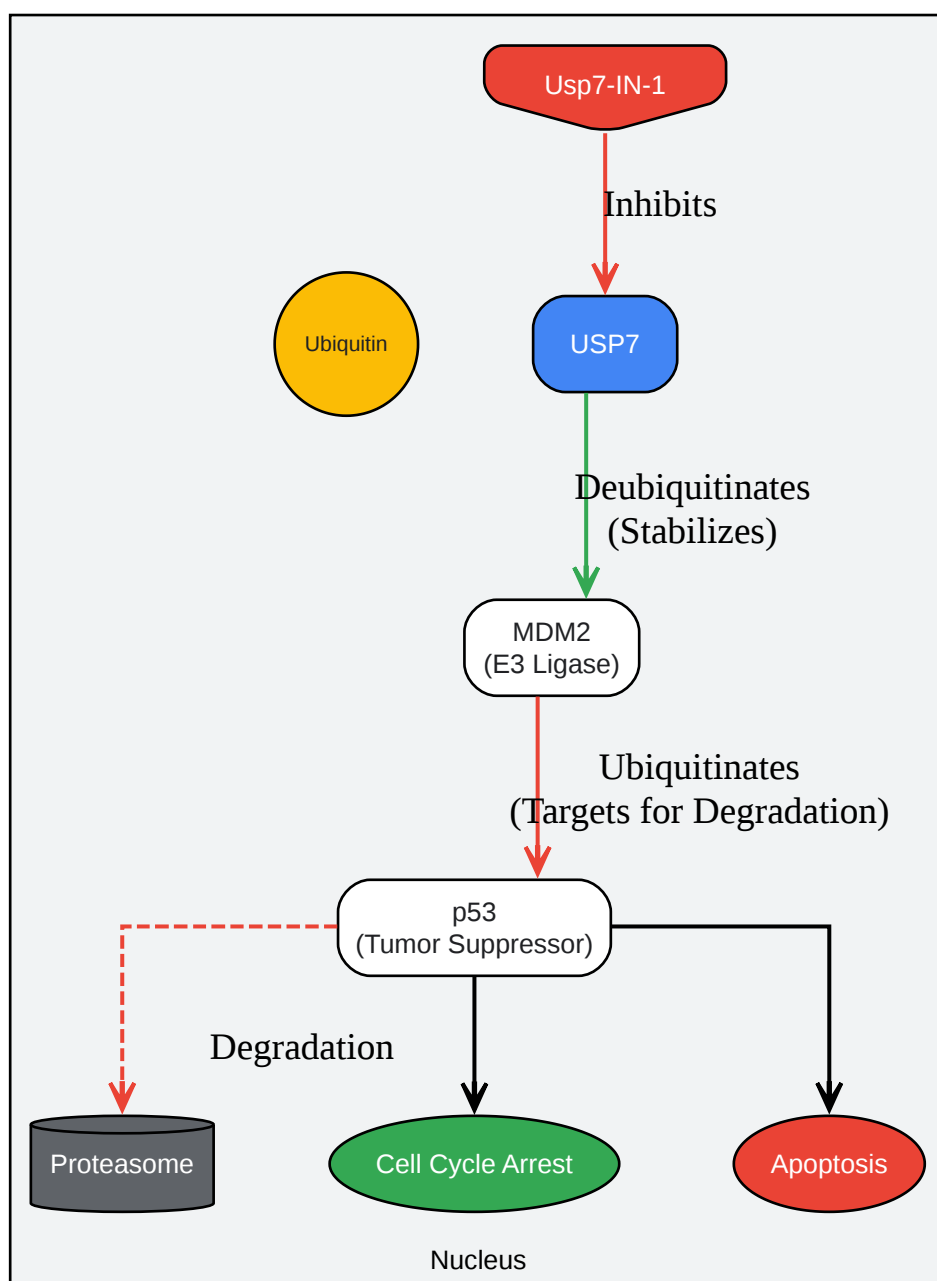 Usp7-IN-1
Inhibits
Ubiquitin
USP7
Deubiquitinates
(Stabilizes)
MDM2
(E3 Ligase)
Ubiquitinates
(Targets for Degradation)
p53
(Tumor Suppressor)
Degradation
Proteasome
Cell Cycle Arrest
Apoptosis
Nucleus